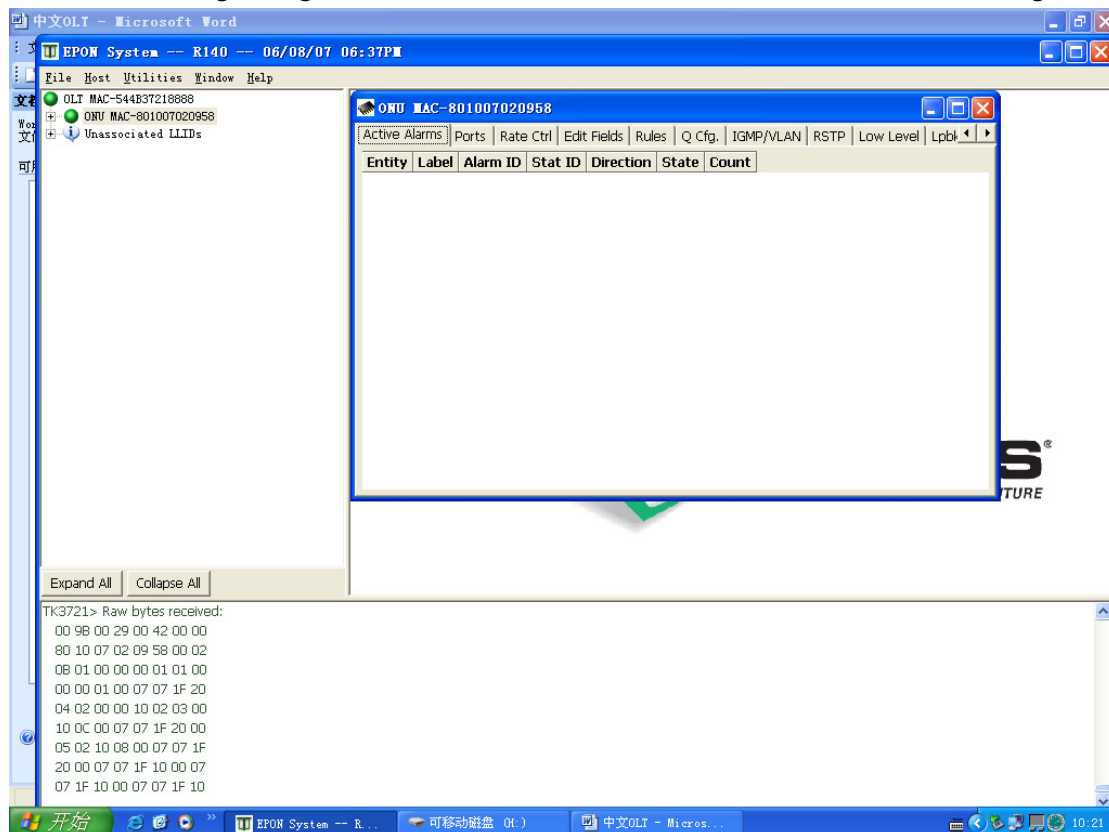 中文OLT - Microsoft Word
EPON System -- R140 -- 06/08/07 06:37PM
File Host Utilities Window Help
OLT MAC-544B37218888
ONU MAC-801007020958
Unassociated LLIDs
ONU MAC-801007020958
Active Alarms Ports Rate Ctrl Edit Fields Rules Q Cfg. IGMP/VLAN RSTP Low Level Lpbk
Entity Label Alarm ID Stat ID Direction State Count
S®
TURE
Expand All Collapse All
TK3721> Raw bytes received:
00 9B 00 29 00 42 00 00
80 10 07 02 09 58 00 02
0B 01 00 00 00 01 01 00
00 00 01 00 07 07 1F 20
04 02 00 00 10 02 03 00
10 0C 00 07 07 1F 20 00
05 02 10 08 00 07 07 1F
20 00 07 07 1F 10 00 07
07 1F 10 00 07 07 1F 10
开始 EPON System -- R... 可移动磁盘 (H:) 中文OLT - Micros... 10:21